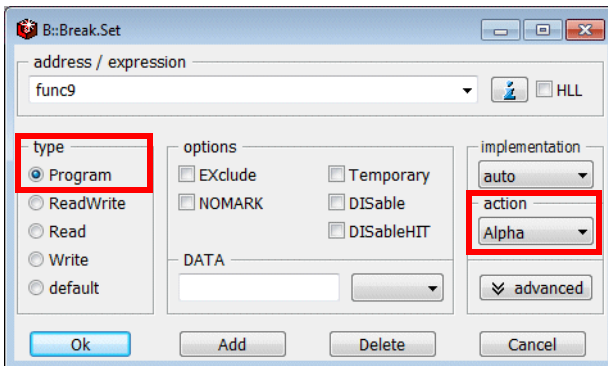 B::Break.Set
address / expression
func9
HLL
type
options
implementation
Program
EXclude
Temporary
auto
ReadWrite
NOMARK
DISable
action
Read
DISableHIT
Alpha
Write
DATA
default
advanced
Ok
Add
Delete
Cancel